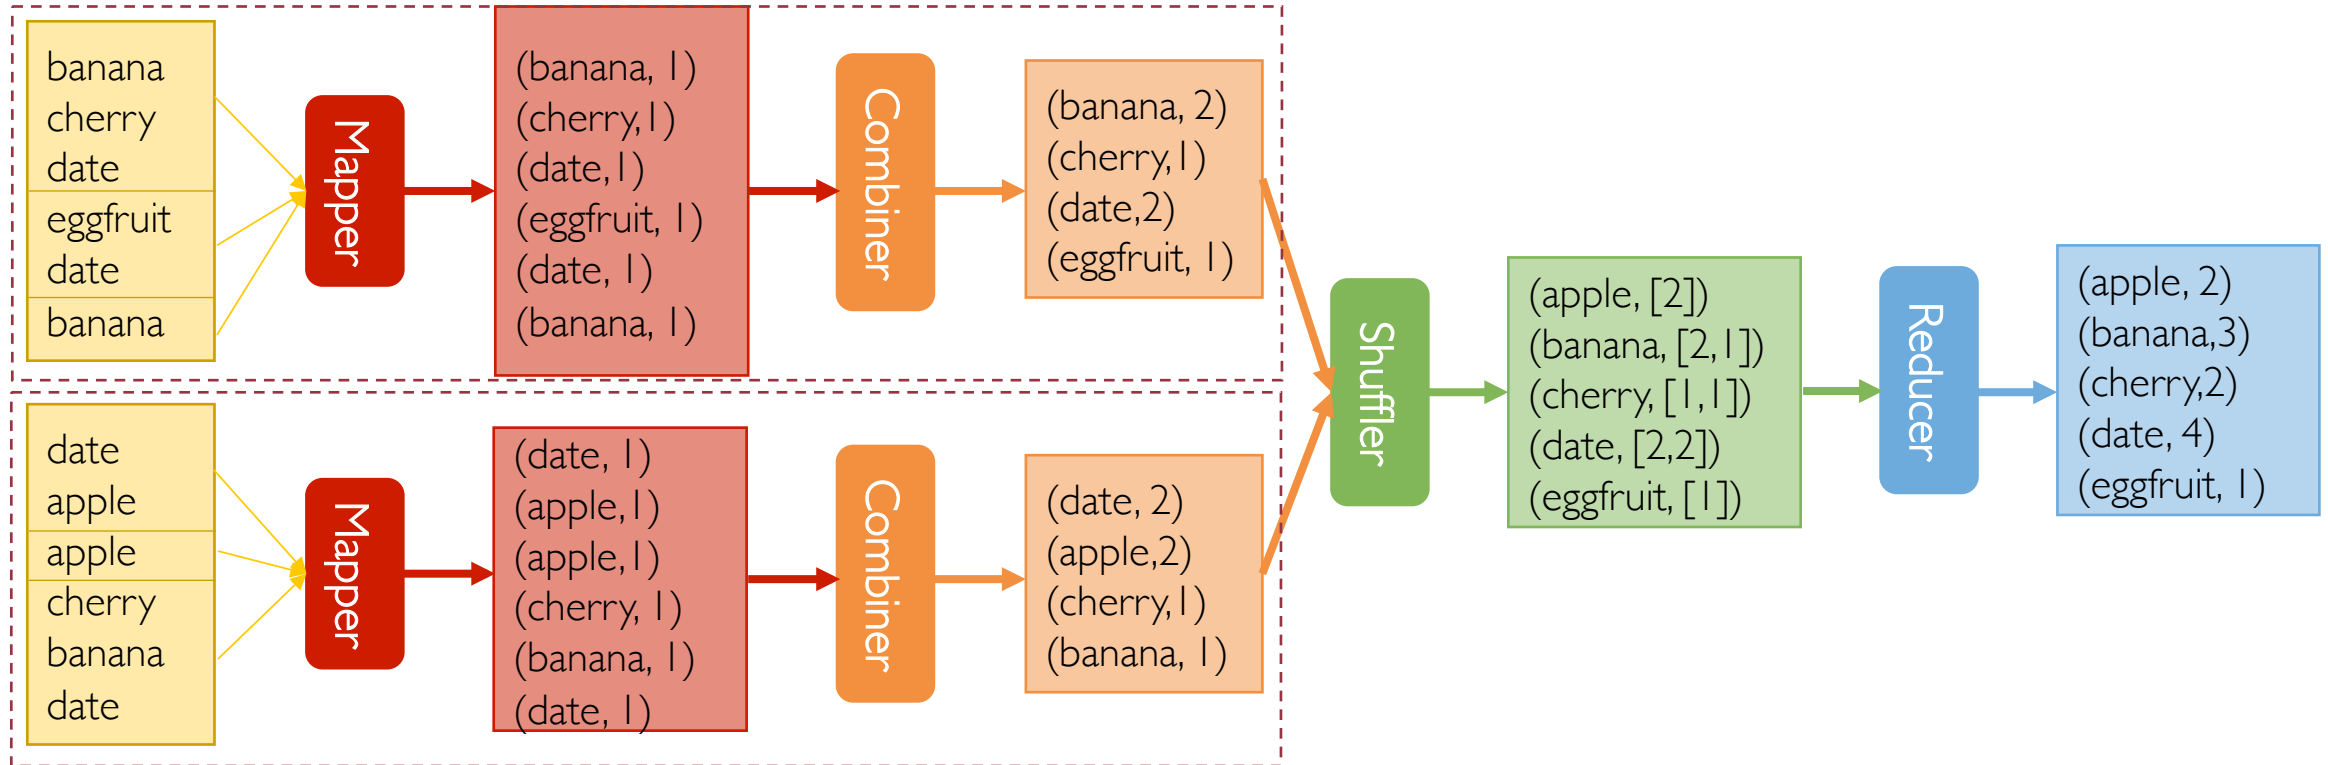 banana
cherry
date
eggfruit
date
banana
Mapper
(banana, 1)
(cherry,1)
(date,1)
(eggfruit, 1)
(date, 1)
(banana, 1)
Combiner
(banana, 2)
(cherry,1)
(date,2)
(eggfruit, 1)
date
apple
apple
cherry
banana
date
Mapper
(date, 1)
(apple,1)
(apple,1)
(cherry, 1)
(banana, 1)
(date, 1)
Combiner
(date, 2)
(apple,2)
(cherry,1)
(banana, 1)
Shuffler
(apple, [2])
(banana, [2,1])
(cherry, [1,1])
(date, [2,2])
(eggfruit, [1])
Reducer
(apple, 2)
(banana,3)
(cherry,2)
(date, 4)
(eggfruit, 1)